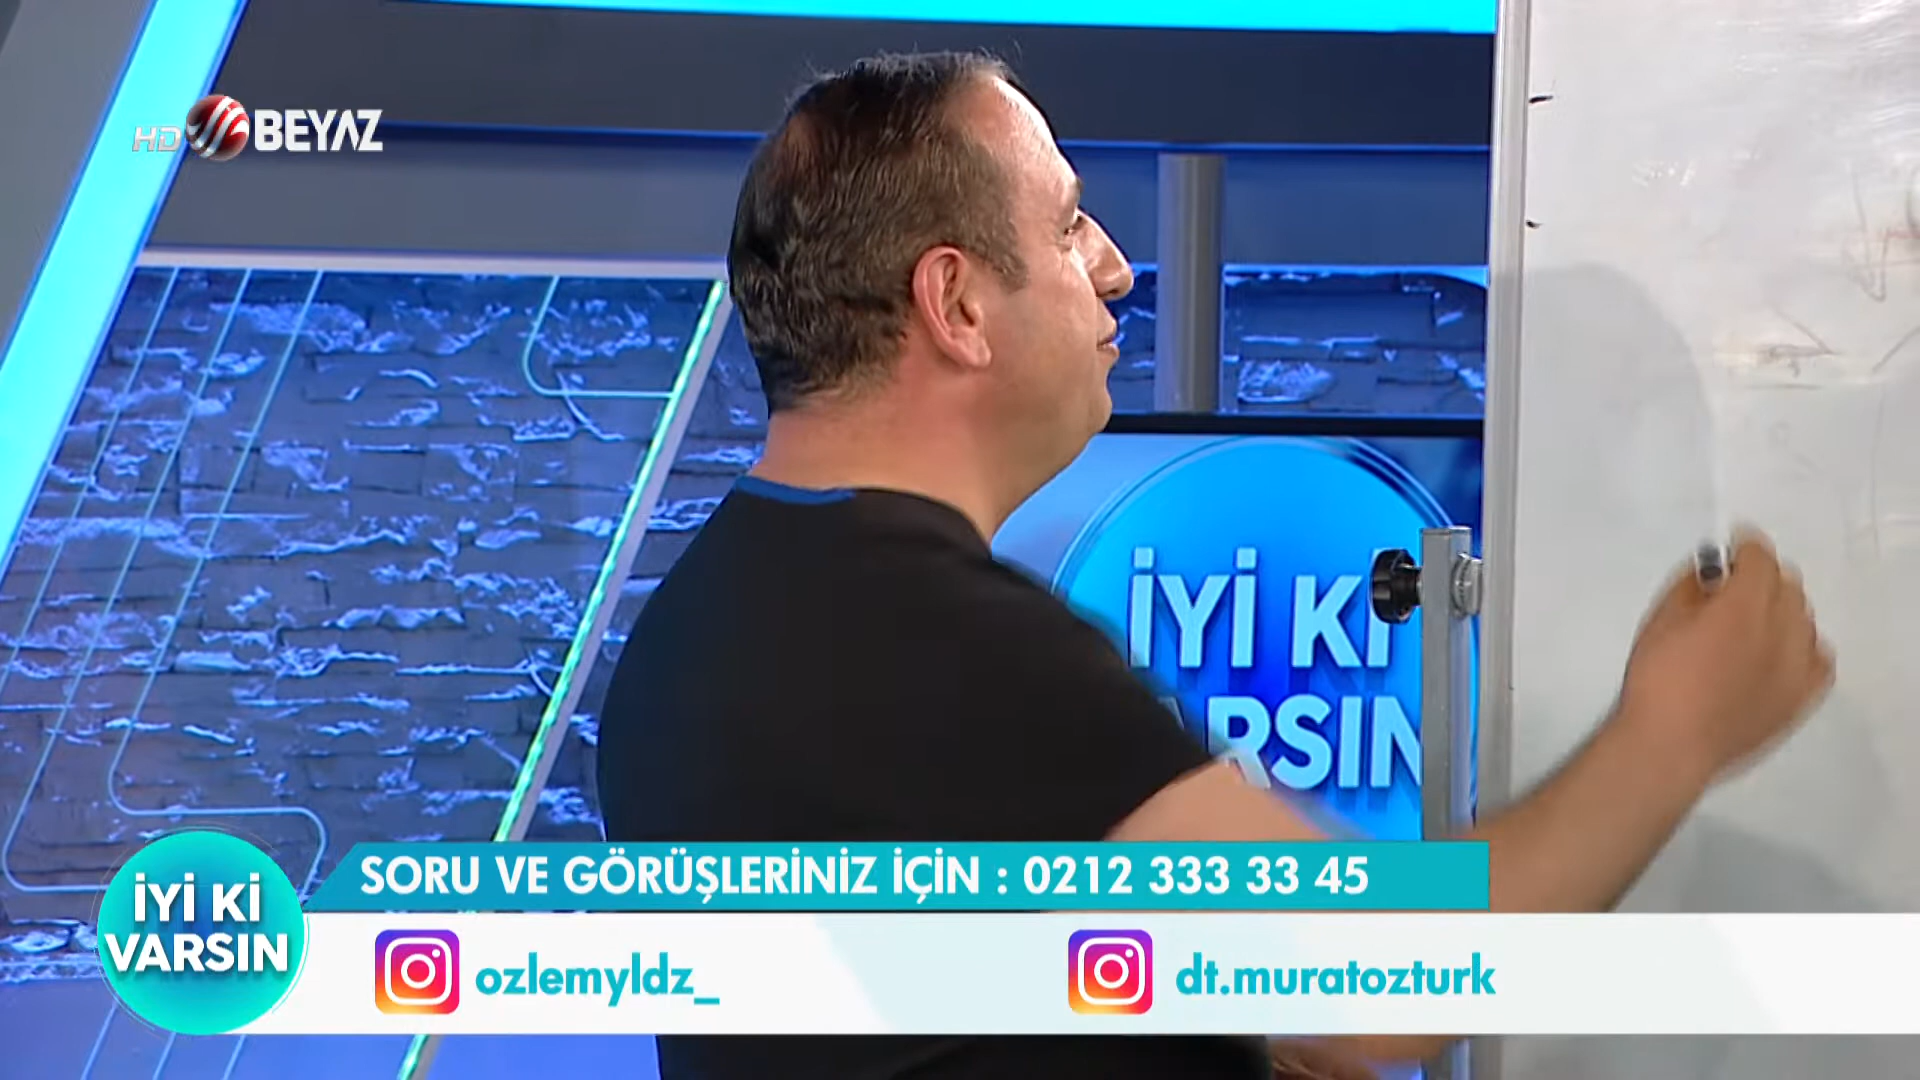 HD BEYAZ
İYİ Kİ
ARSIN
SORU VE GÖRÜŞLERİNİZ İÇİN : 0212 333 33 45
İYİ Kİ
VARSIN
ozlemyldz_
dt.muratozturk